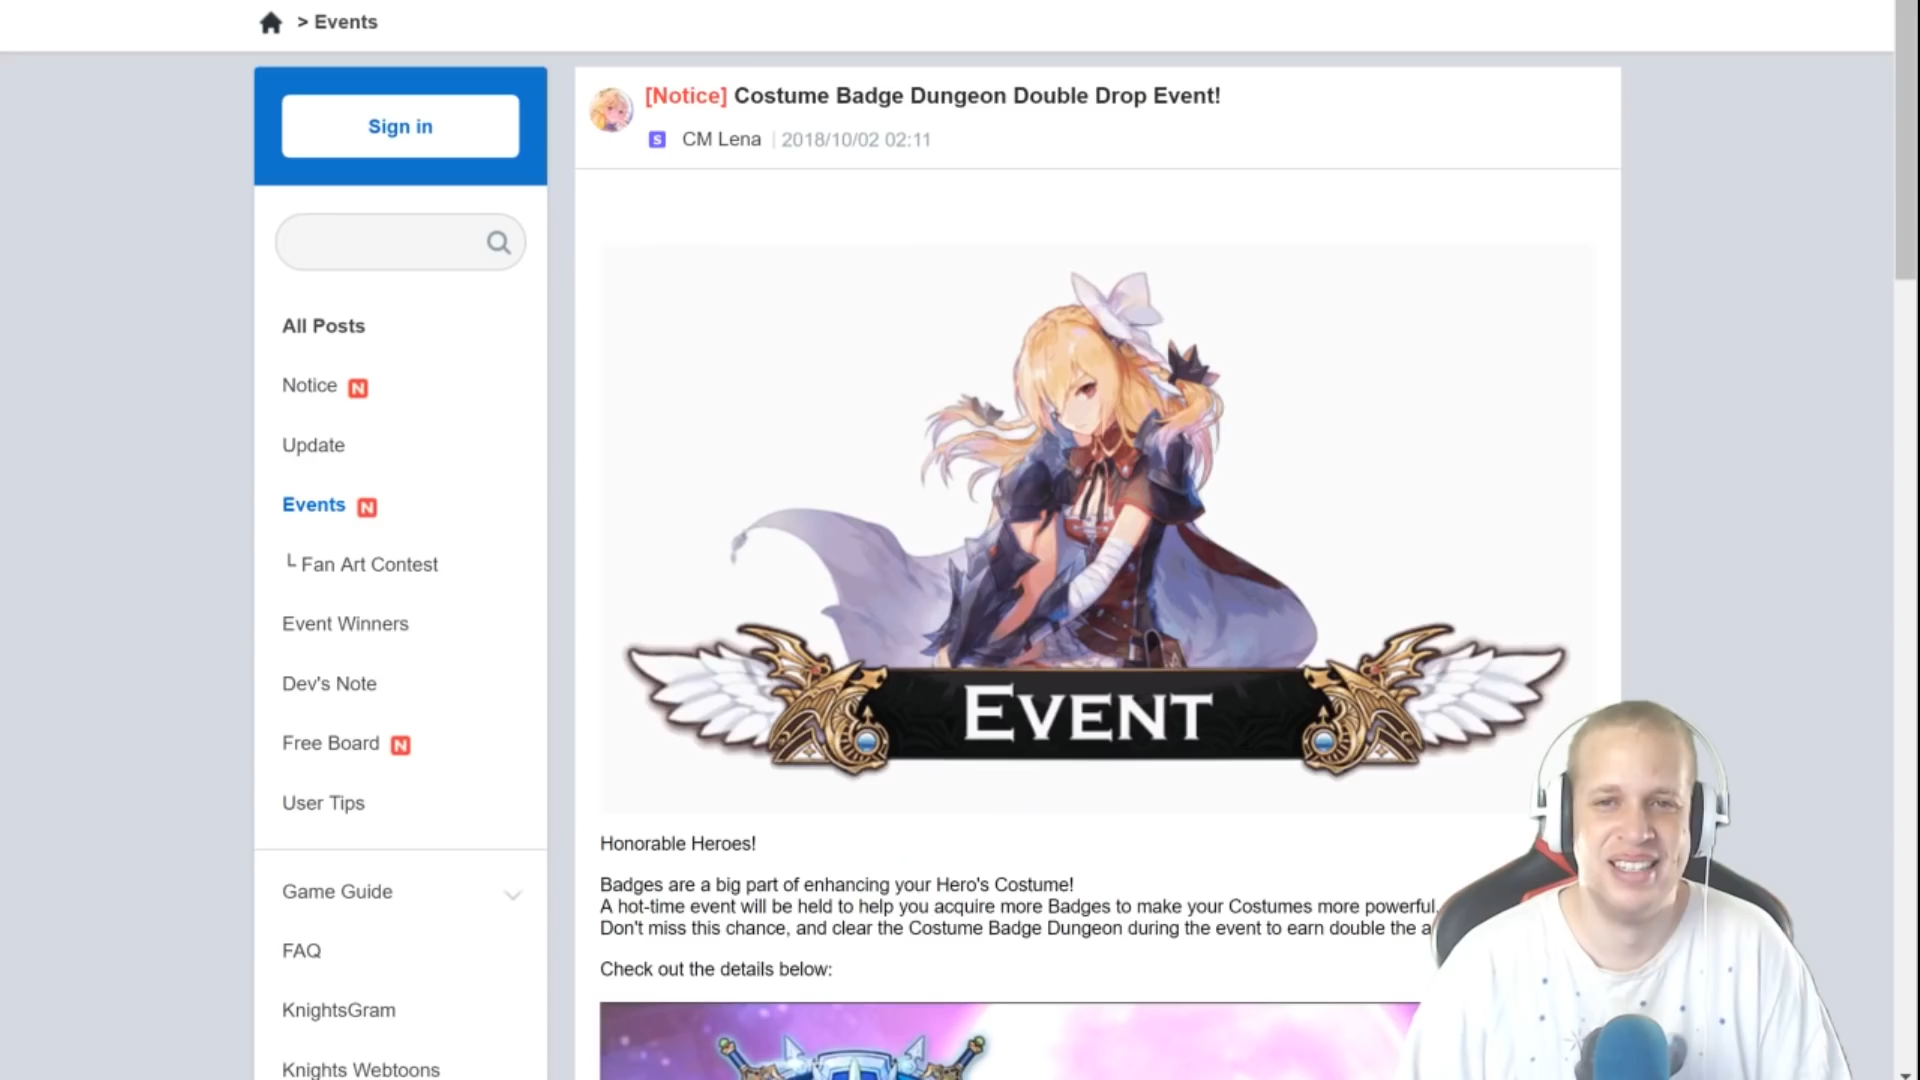 > Events
Sign in
[Notice] Costume Badge Dungeon Double Drop Event!
S CM Lena | 2018/10/02 02:11
All Posts
Notice N
Update
Events N
└ Fan Art Contest
Event Winners
Dev's Note
Free Board N
User Tips
Game Guide
FAQ
KnightsGram
Knights Webtoons
EVENT
Honorable Heroes!
Badges are a big part of enhancing your Hero's Costume!
A hot-time event will be held to help you acquire more Badges to make your Costumes more powerful.
Don't miss this chance, and clear the Costume Badge Dungeon during the event to earn double the
Check out the details below: